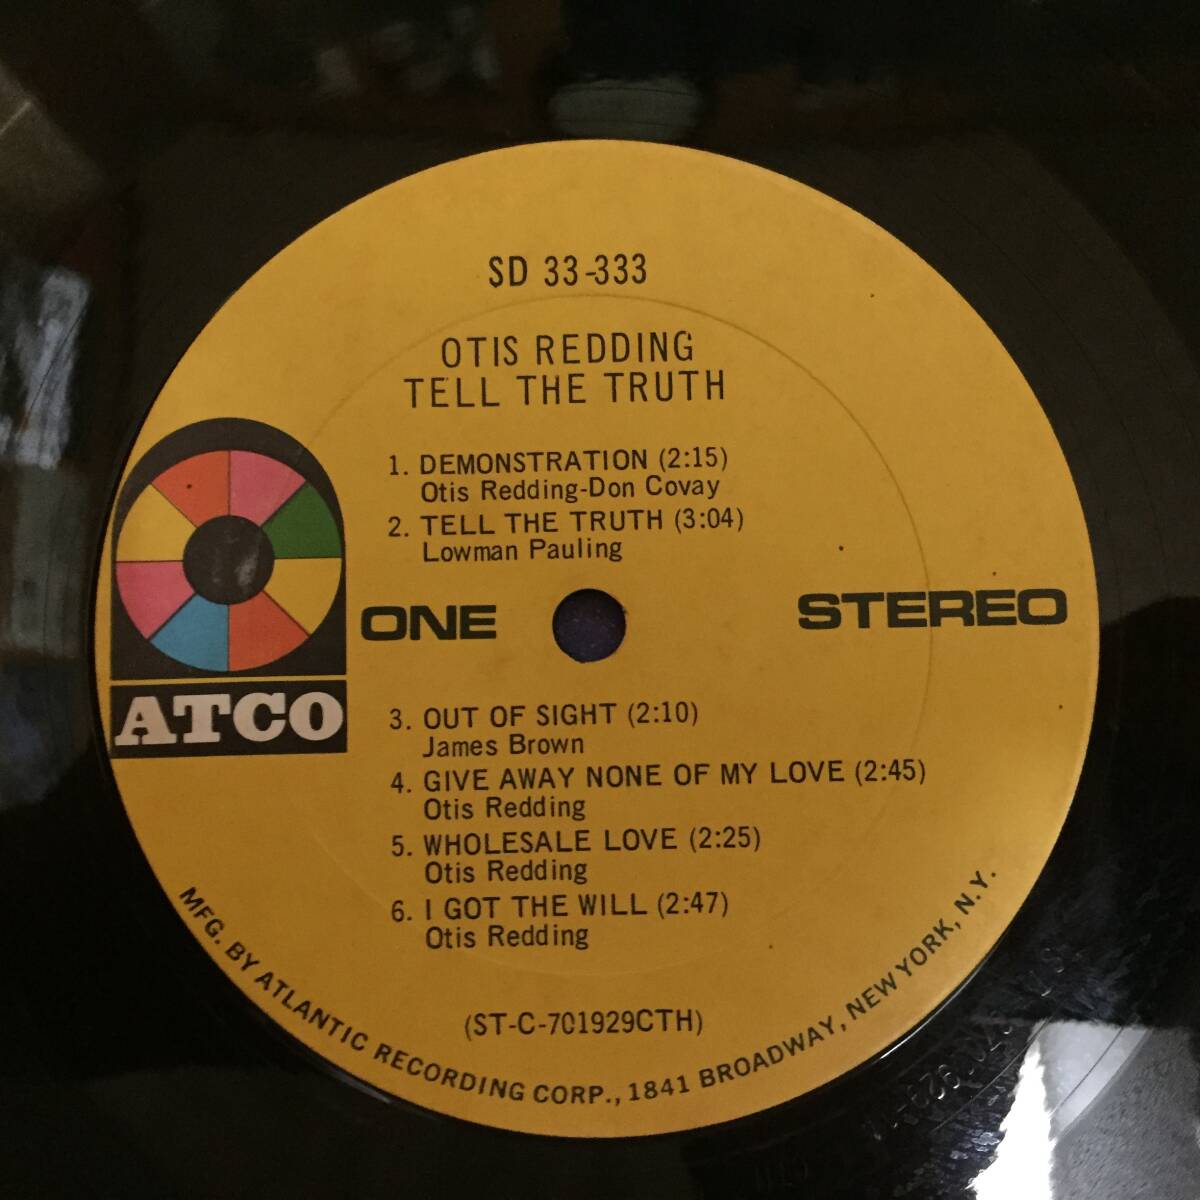 SD 33-333
OTIS REDDING
TELL THE TRUTH
1. DEMONSTRATION (2:15)
Otis Redding-Don Covay
2. TELL THE TRUTH (3:04)
Lowman Pauling
ONE
STEREO
ATCO
3. OUT OF SIGHT (2:10)
James Brown
4. GIVE AWAY NONE OF MY LOVE (2:45)
Otis Redding
5. WHOLESALE LOVE (2:25)
Otis Redding
6. I GOT THE WILL (2:47)
Otis Redding
(ST-C-701929CTH)
MFG. BY ATLANTIC RECORDING CORP., 1841 BROADWAY, NEW YORK, N.Y.